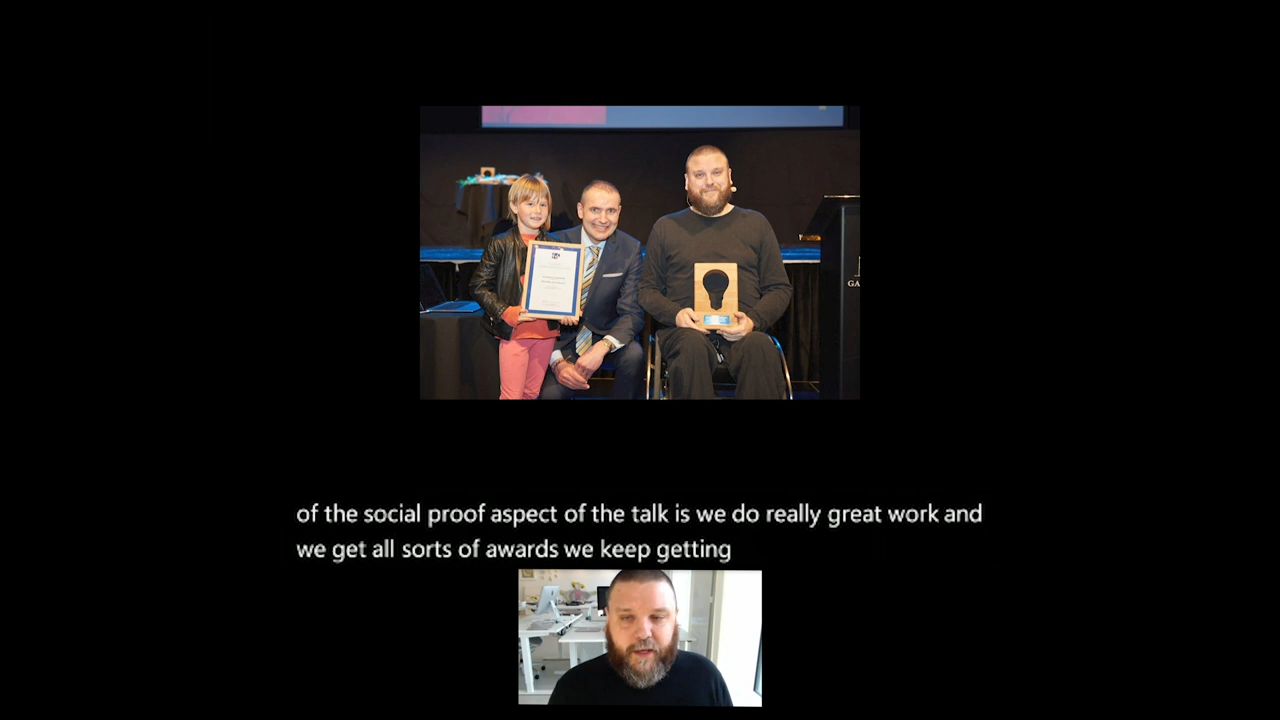 GA
of the social proof aspect of the talk is we do really great work and
we get all sorts of awards we keep getting